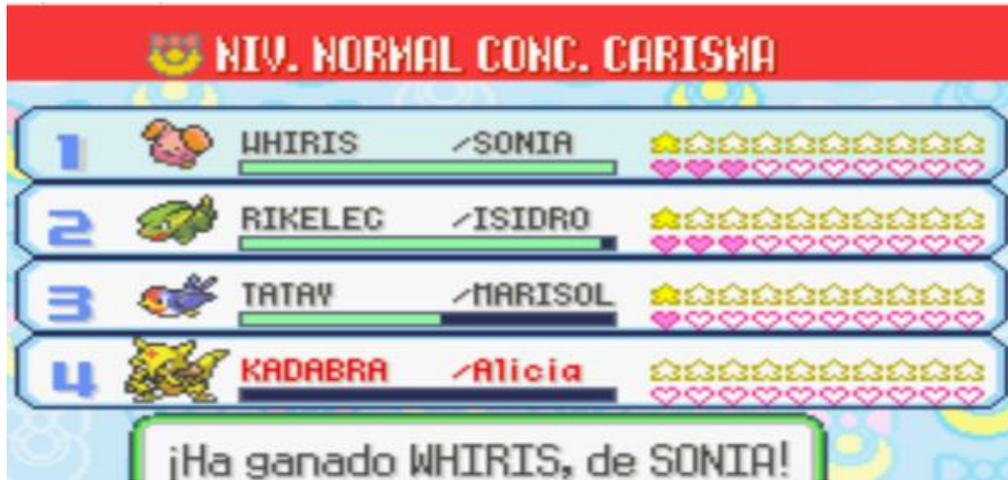 NIV. NORMAL CONC. CARISMA
1 WHIRIS /SONIA
2 RIKELEC /ISIDRO
3 TATAY /MARISOL
4 KADABRA /Alicia
¡Ha ganado WHIRIS, de SONIA!